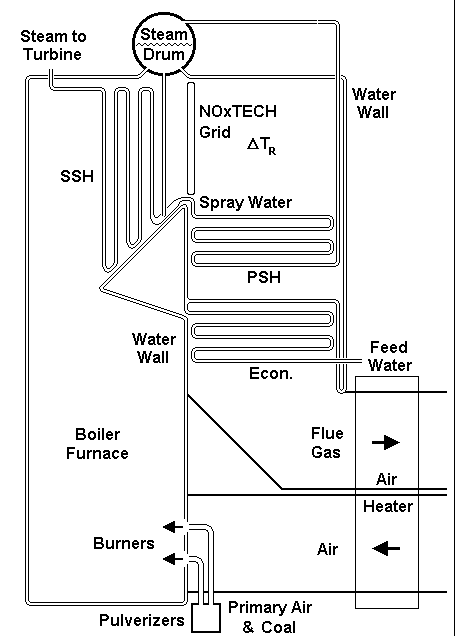 Steam to
Turbine
Steam
Drum
Water
Wall
NOxTECH
Grid
ΔTR
SSH
Spray Water
PSH
Water
Wall
Feed
Water
Econ.
Boiler
Furnace
Flue
Gas
Air
Heater
Burners
Air
Pulverizers
Primary Air
& Coal